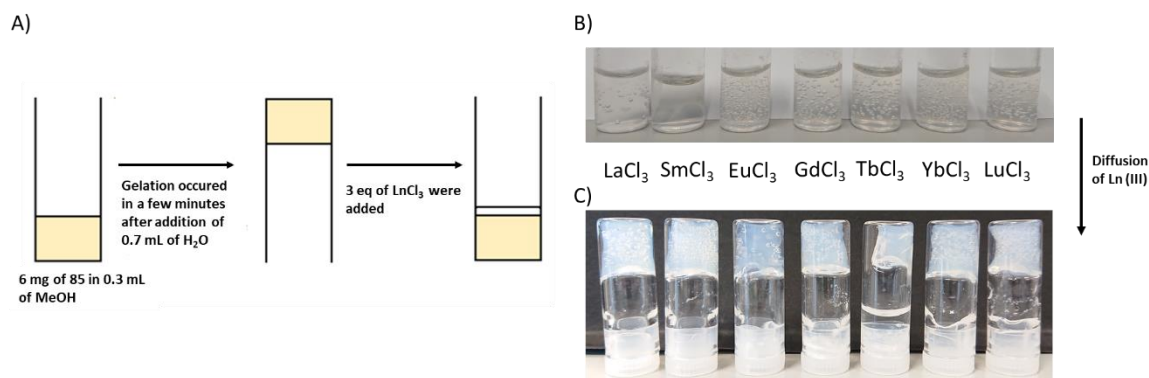 A)
Gelation occured
in a few minutes
after addition of
0.7 mL of H₂O
3 eq of LnCl₃ were
added
6 mg of 85 in 0.3 mL
of MeOH
B)
LaCl₃ SmCl₃ EuCl₃ GdCl₃ TbCl₃ YbCl₃ LuCl₃
Diffusion
of Ln (III)
C)